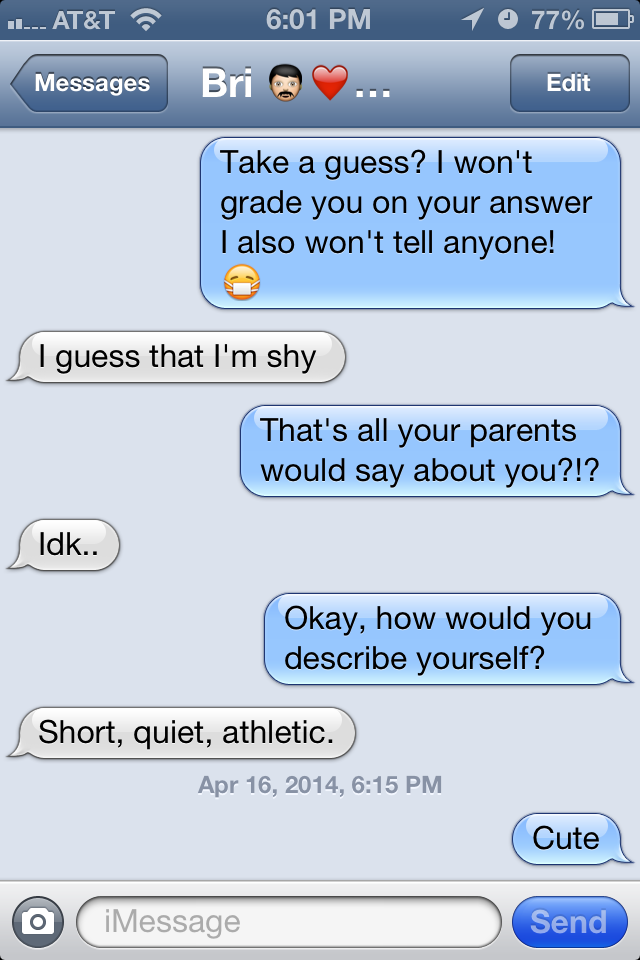 AT&T 6:01 PM 77%
Messages Bri 👨🏻❤️... Edit
Take a guess? I won't
grade you on your answer
I also won't tell anyone!
😷
I guess that I'm shy
That's all your parents
would say about you?!?
Idk..
Okay, how would you
describe yourself?
Short, quiet, athletic.
Apr 16, 2014, 6:15 PM
Cute
iMessage Send